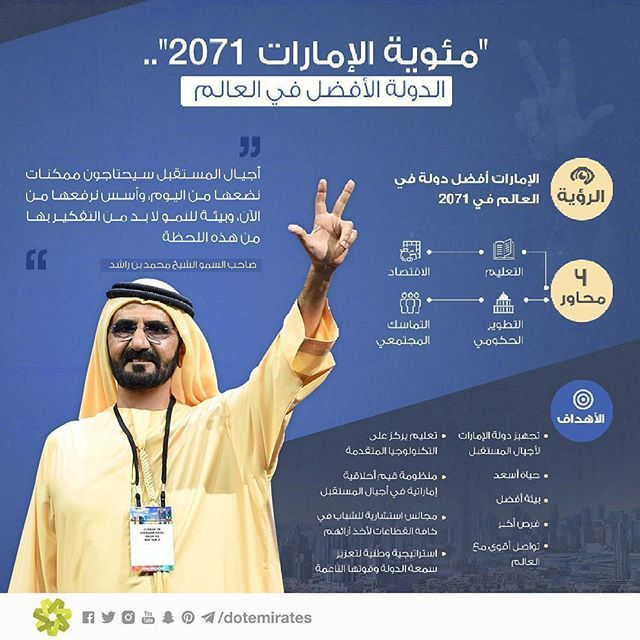 "مئوية الإمارات 2071"..
الدولة الأفضل في العالم
أجيال المستقبل سيحتاجون ممكنات
نضعها من اليوم، وأسس نرفعها من
الآن، وبيئة للنمو لا بد من التفكير بها
من هذه اللحظة
صاحب السمو الشيخ محمد بن راشد
الرؤية
الإمارات أفضل دولة في
العالم في 2071
4
محاور
التعليم
الاقتصاد
التطوير
الحكومي
التماسك
المجتمعي
الأهداف
• تجهيز دولة الإمارات
لأجيال المستقبل
• حياة أسعد
• بيئة أفضل
• فرص أكبر
• تواصل أقوى مع
العالم
• تعليم يركز على
التكنولوجيا المتقدمة
• منظومة قيم أخلاقية
إماراتية في أجيال المستقبل
• مجالس استشارية للشباب في
كافة القطاعات لأخذ آرائهم
• استراتيجية وطنية لتعزيز
سمعة الدولة وقوتها الناعمة
/dotemirates